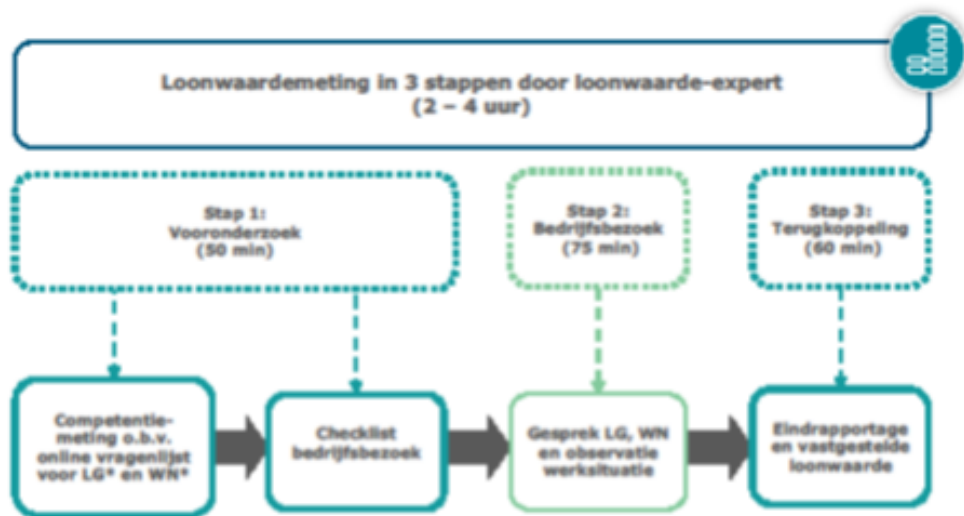 Loonwaardemeting in 3 stappen door loonwaarde-expert
(2 – 4 uur)
Stap 1:
Vooronderzoek
(50 min)
Stap 2:
Bedrijfsbezoek
(75 min)
Stap 3:
Terugkoppeling
(60 min)
Competentie-
meting o.b.v.
online vragenlijst
voor LG* en WN*
Checklist
bedrijfsbezoek
Gesprek LG, WN
en observatie
werksituatie
Eindrapportage
en vastgestelde
loonwaarde